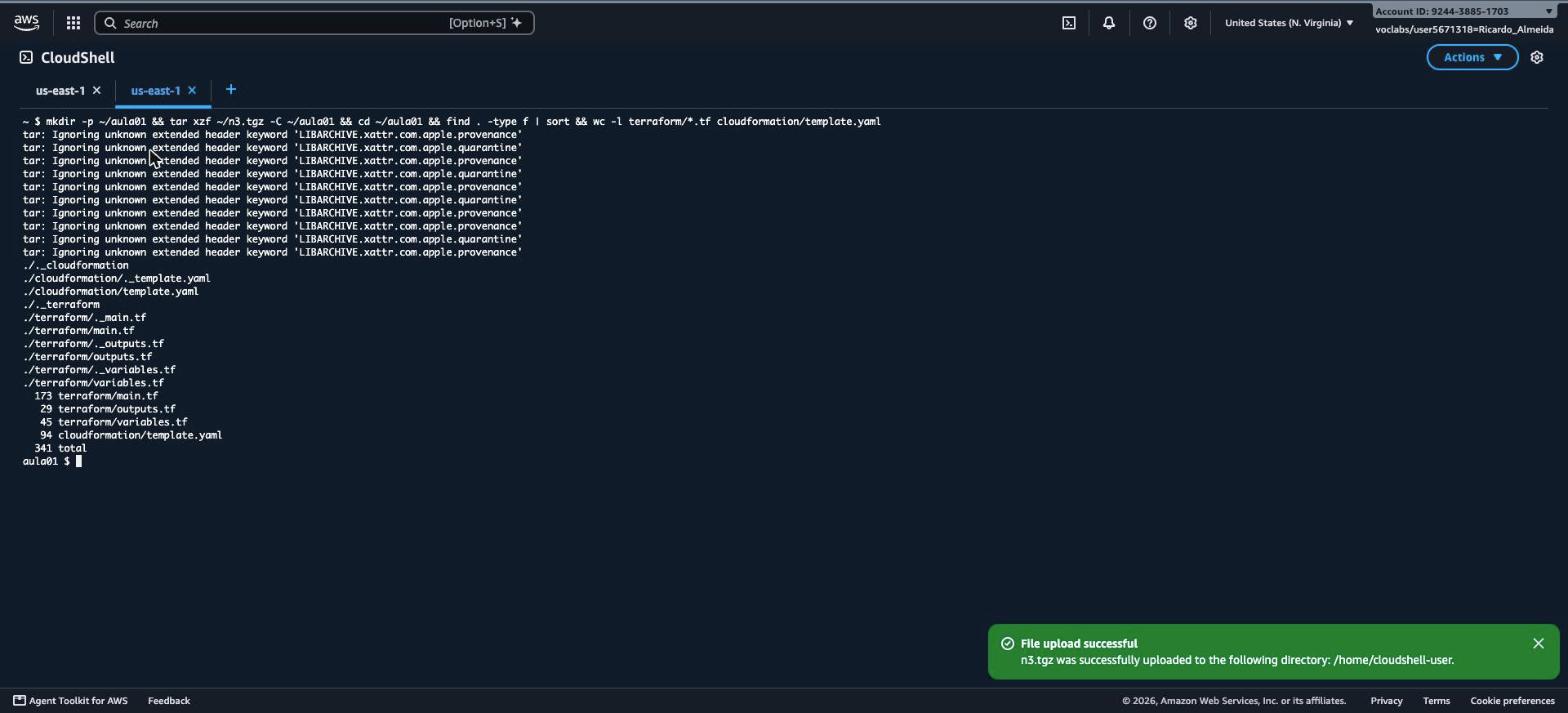 aws
Search [Option+S]
United States (N. Virginia)
Account ID: 9244-3885-1703
voclabs/user5671318=Ricardo_Almeida
CloudShell
Actions
us-east-1
us-east-1
~ $ mkdir -p ~/aula01 && tar xzf ~/n3.tgz -C ~/aula01 && cd ~/aula01 && find . -type f | sort && wc -l terraform/*.tf cloudformation/template.yaml
tar: Ignoring unknown extended header keyword 'LIBARCHIVE.xattr.com.apple.provenance'
tar: Ignoring unknown extended header keyword 'LIBARCHIVE.xattr.com.apple.quarantine'
tar: Ignoring unknown extended header keyword 'LIBARCHIVE.xattr.com.apple.provenance'
tar: Ignoring unknown extended header keyword 'LIBARCHIVE.xattr.com.apple.quarantine'
tar: Ignoring unknown extended header keyword 'LIBARCHIVE.xattr.com.apple.provenance'
tar: Ignoring unknown extended header keyword 'LIBARCHIVE.xattr.com.apple.quarantine'
tar: Ignoring unknown extended header keyword 'LIBARCHIVE.xattr.com.apple.provenance'
tar: Ignoring unknown extended header keyword 'LIBARCHIVE.xattr.com.apple.provenance'
tar: Ignoring unknown extended header keyword 'LIBARCHIVE.xattr.com.apple.quarantine'
tar: Ignoring unknown extended header keyword 'LIBARCHIVE.xattr.com.apple.provenance'
./._cloudformation
./cloudformation/._template.yaml
./cloudformation/template.yaml
./._terraform
./terraform/._main.tf
./terraform/main.tf
./terraform/._outputs.tf
./terraform/outputs.tf
./terraform/._variables.tf
./terraform/variables.tf
173 terraform/main.tf
29 terraform/outputs.tf
45 terraform/variables.tf
94 cloudformation/template.yaml
341 total
aula01 $
File upload successful
n3.tgz was successfully uploaded to the following directory: /home/cloudshell-user.
Agent Toolkit for AWS Feedback © 2026, Amazon Web Services, Inc. or its affiliates. Privacy Terms Cookie preferences